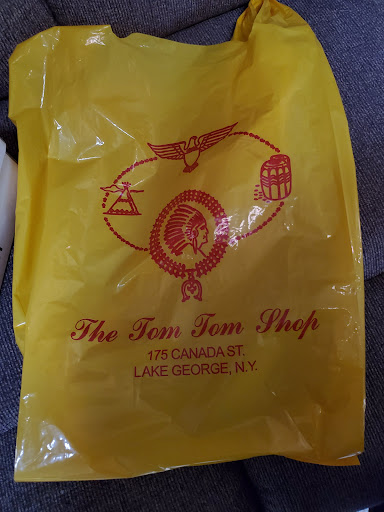 The Tom Tom Shop
175 CANADA ST.
LAKE GEORGE, N.Y.